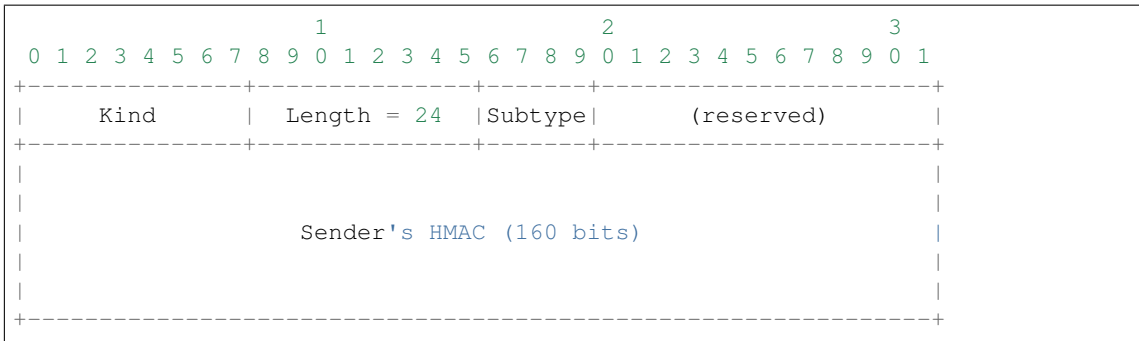 1                   2                   3
 0 1 2 3 4 5 6 7 8 9 0 1 2 3 4 5 6 7 8 9 0 1 2 3 4 5 6 7 8 9 0 1
+---------------+---------------+-------+-----------------------+
|     Kind      |  Length = 24  |Subtype|      (reserved)       |
+---------------+---------------+-------+-----------------------+
|                                                               |
|                                                               |
|                   Sender's HMAC (160 bits)                    |
|                                                               |
|                                                               |
+---------------------------------------------------------------+